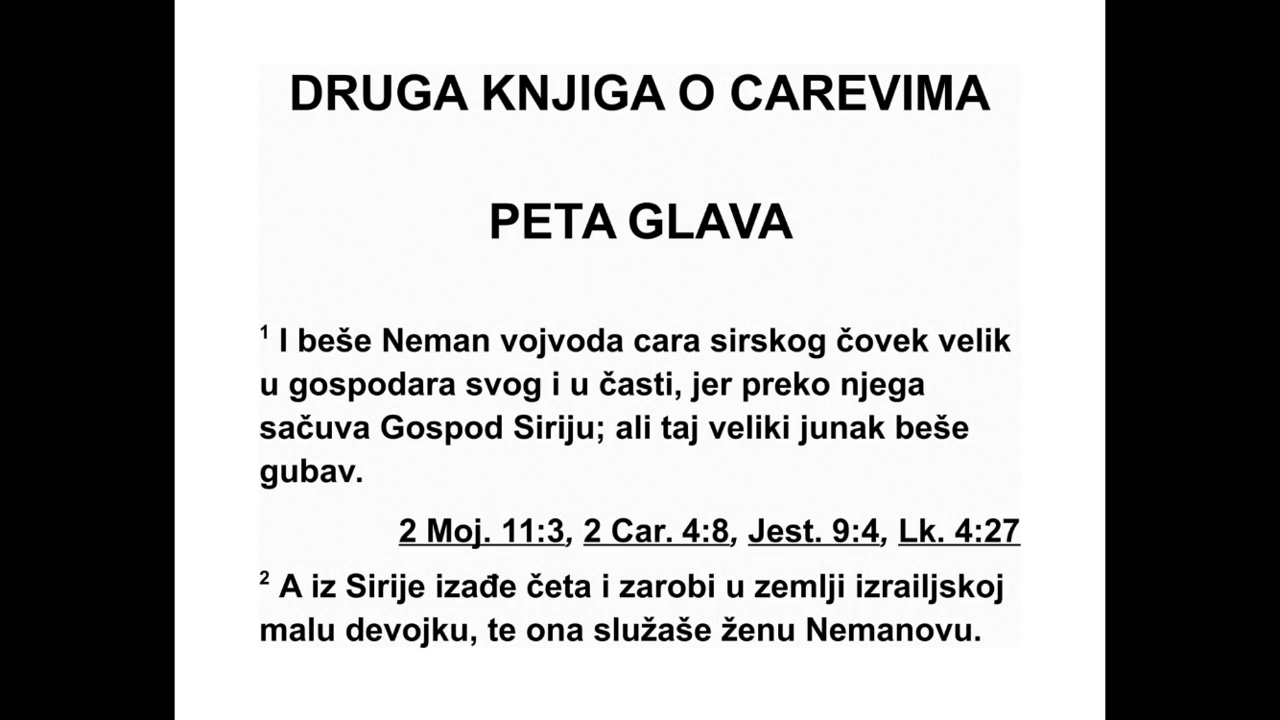 DRUGA KNJIGA O CAREVIMA
PETA GLAVA
1 I beše Neman vojvoda cara sirskog čovek velik
u gospodara svog i u časti, jer preko njega
sačuva Gospod Siriju; ali taj veliki junak beše
gubav.
2 Moj. 11:3, 2 Car. 4:8, Jest. 9:4, Lk. 4:27
2 A iz Sirije izađe četa i zarobi u zemlji izrailjskoj
malu devojku, te ona služaše ženu Nemanovu.